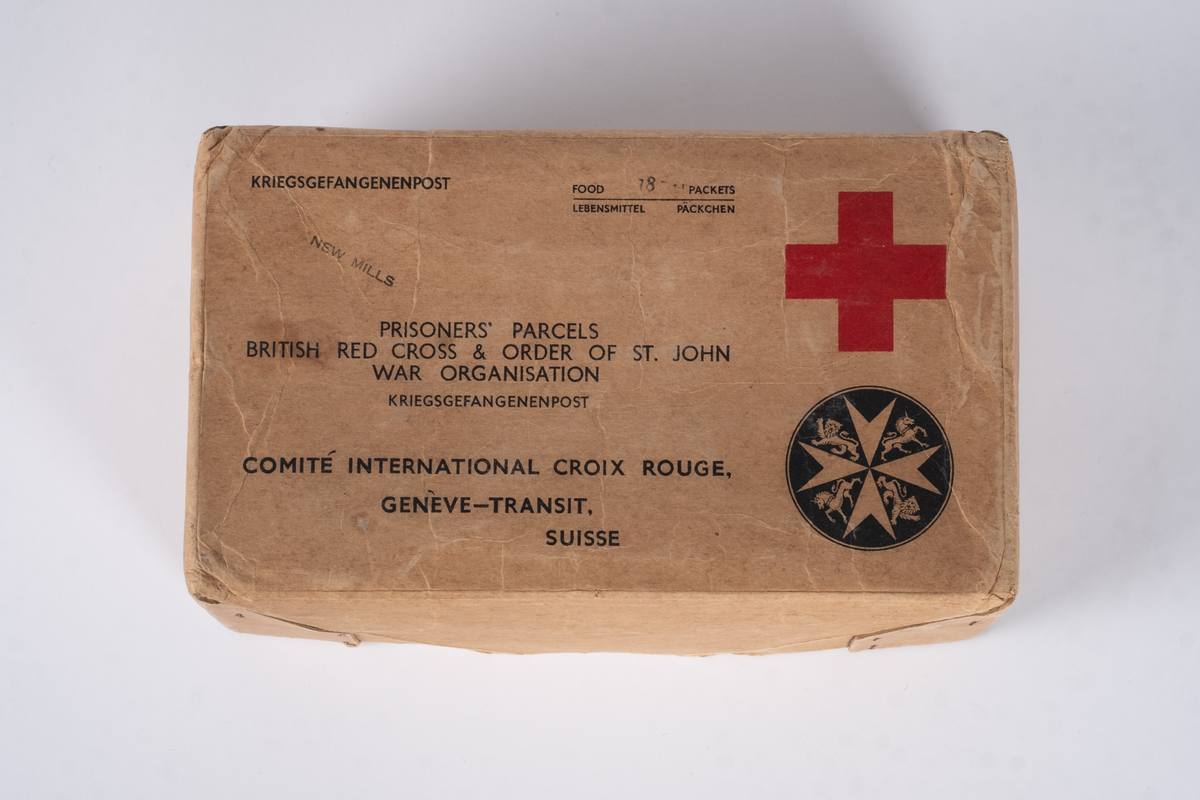 KRIEGSGEFANGENENPOST
FOOD PACKETS
LEBENSMITTEL PÄCKCHEN
NEW MILLS
PRISONERS' PARCELS
BRITISH RED CROSS & ORDER OF ST. JOHN
WAR ORGANISATION
KRIEGSGEFANGENENPOST
COMITÉ INTERNATIONAL CROIX ROUGE,
GENÈVE—TRANSIT,
SUISSE